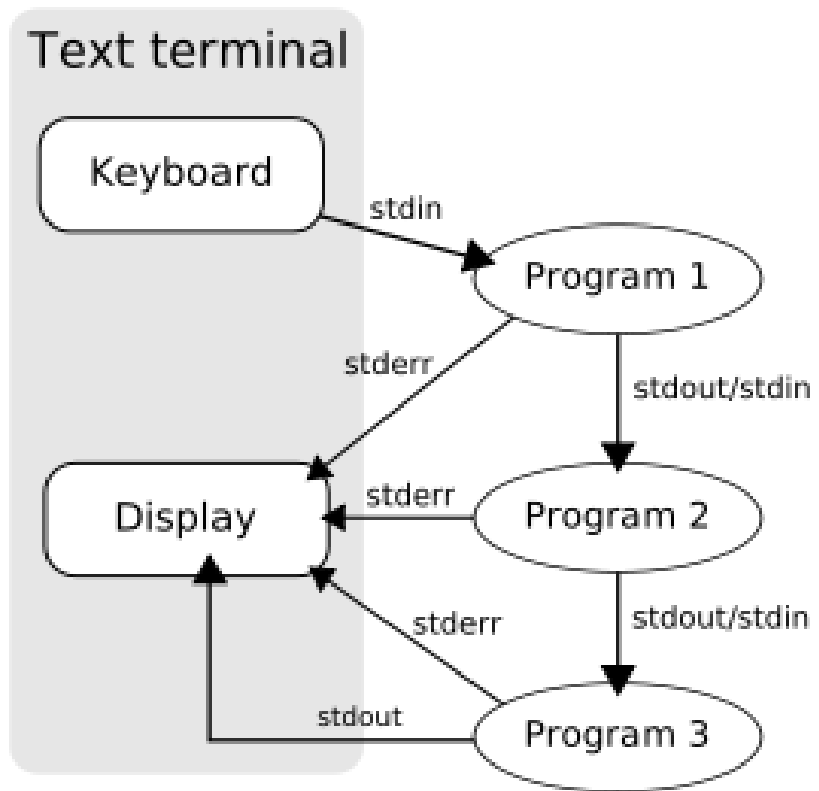 Text terminal
Keyboard
stdin
Program 1
stderr
stdout/stdin
Display
stderr
Program 2
stderr
stdout/stdin
stdout
Program 3